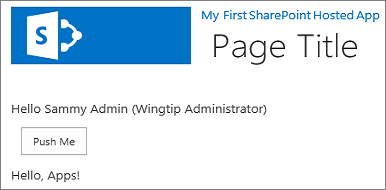 S
My First SharePoint Hosted App
Page Title
Hello Sammy Admin (Wingtip Administrator)
Push Me
Hello, Apps!